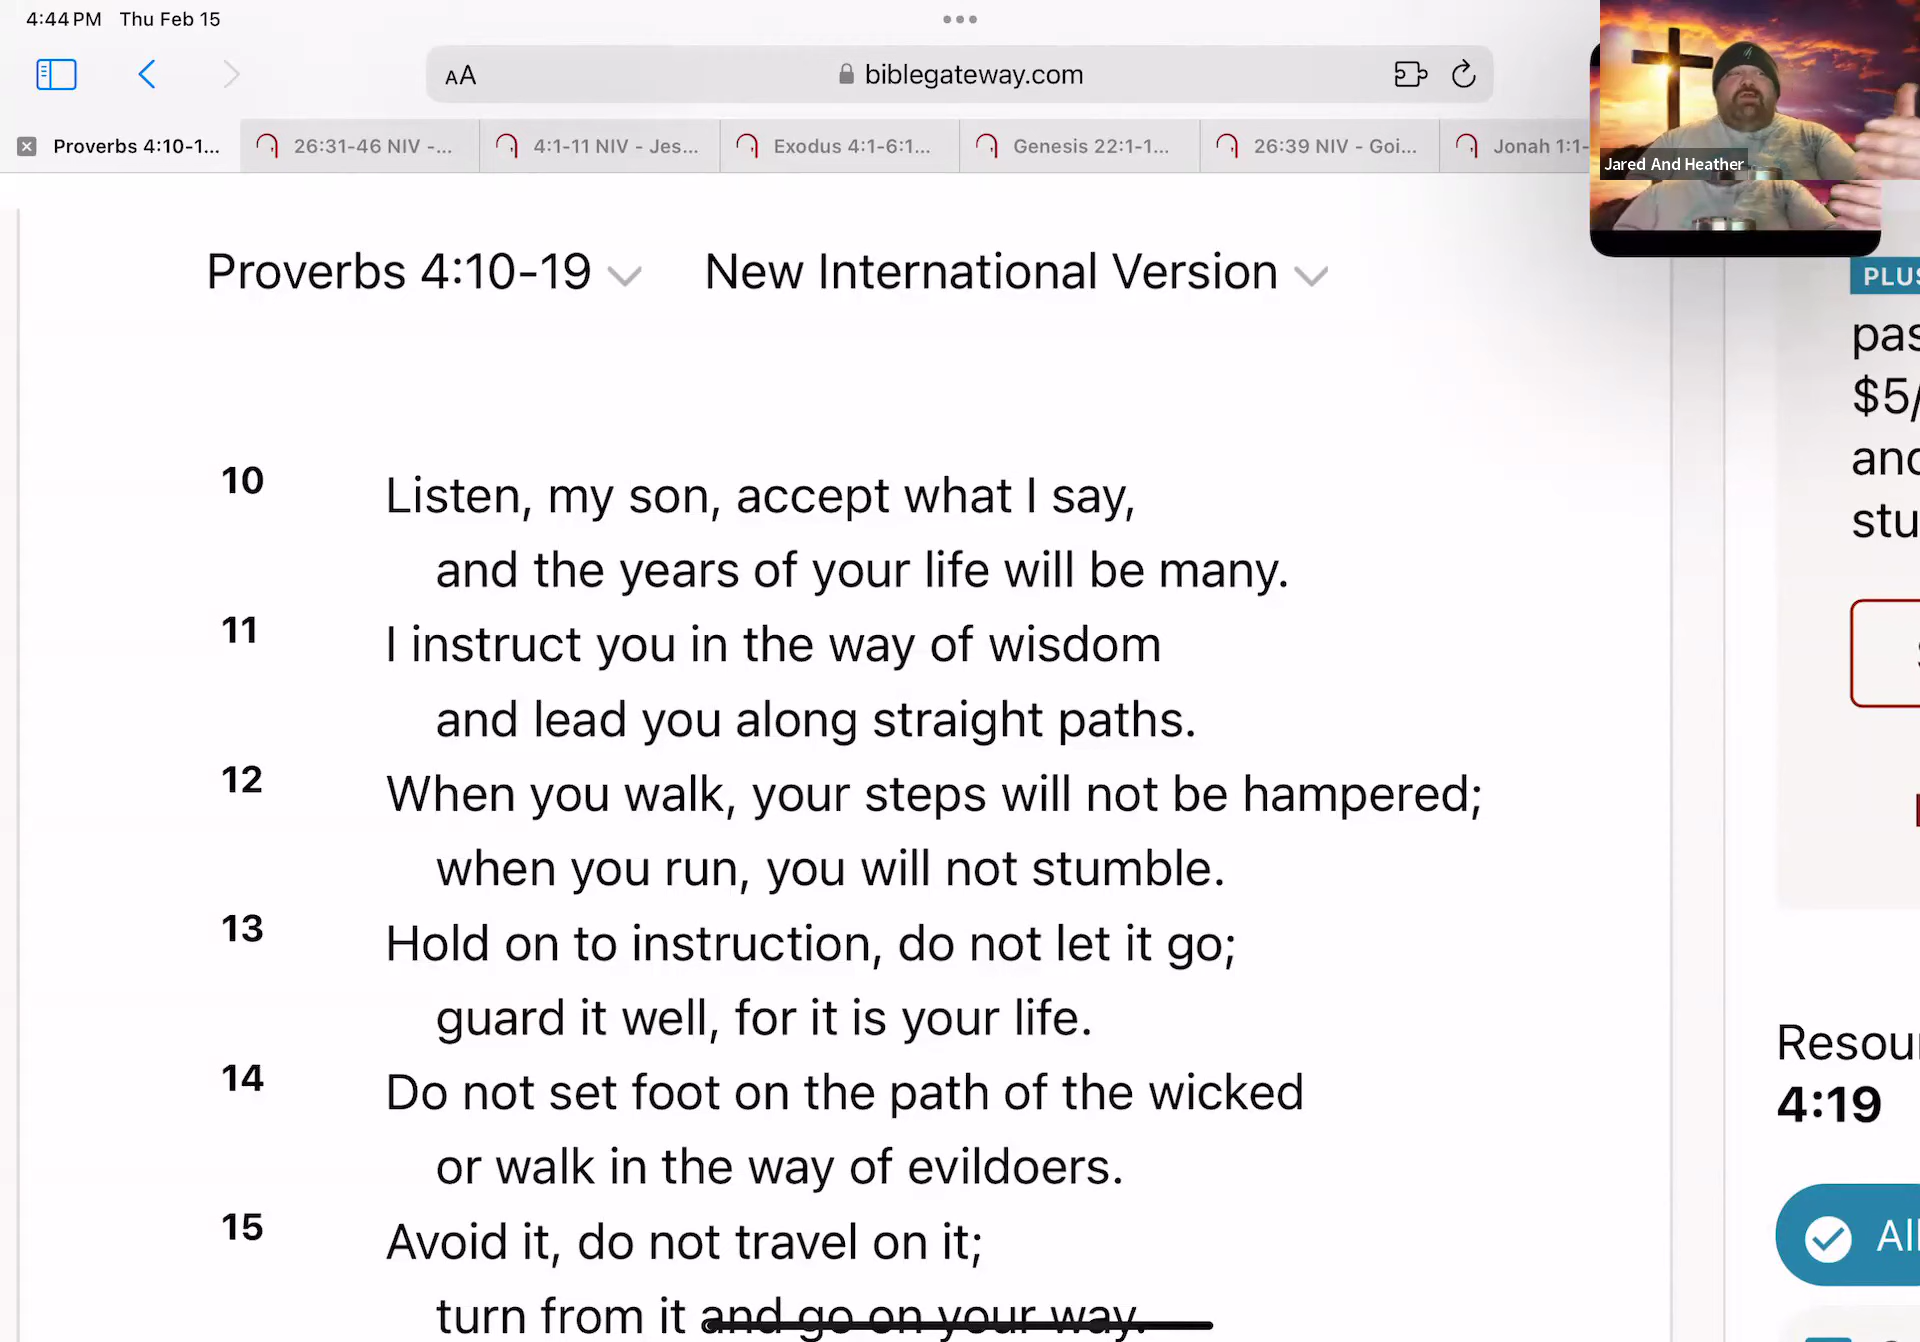 4:44 PM Thu Feb 15
AA biblegateway.com
Proverbs 4:10-1... 26:31-46 NIV -... 4:1-11 NIV - Jes... Exodus 4:1-6:1... Genesis 22:1-1... 26:39 NIV - Goi... Jonah 1:1-
Jared And Heather
Proverbs 4:10-19 New International Version
10 Listen, my son, accept what I say,
and the years of your life will be many.
11 I instruct you in the way of wisdom
and lead you along straight paths.
12 When you walk, your steps will not be hampered;
when you run, you will not stumble.
13 Hold on to instruction, do not let it go;
guard it well, for it is your life.
14 Do not set foot on the path of the wicked
or walk in the way of evildoers.
15 Avoid it, do not travel on it;
turn from it and go on your way.
PLUS
pas
$5/
and
stu
Resour
4:19
All